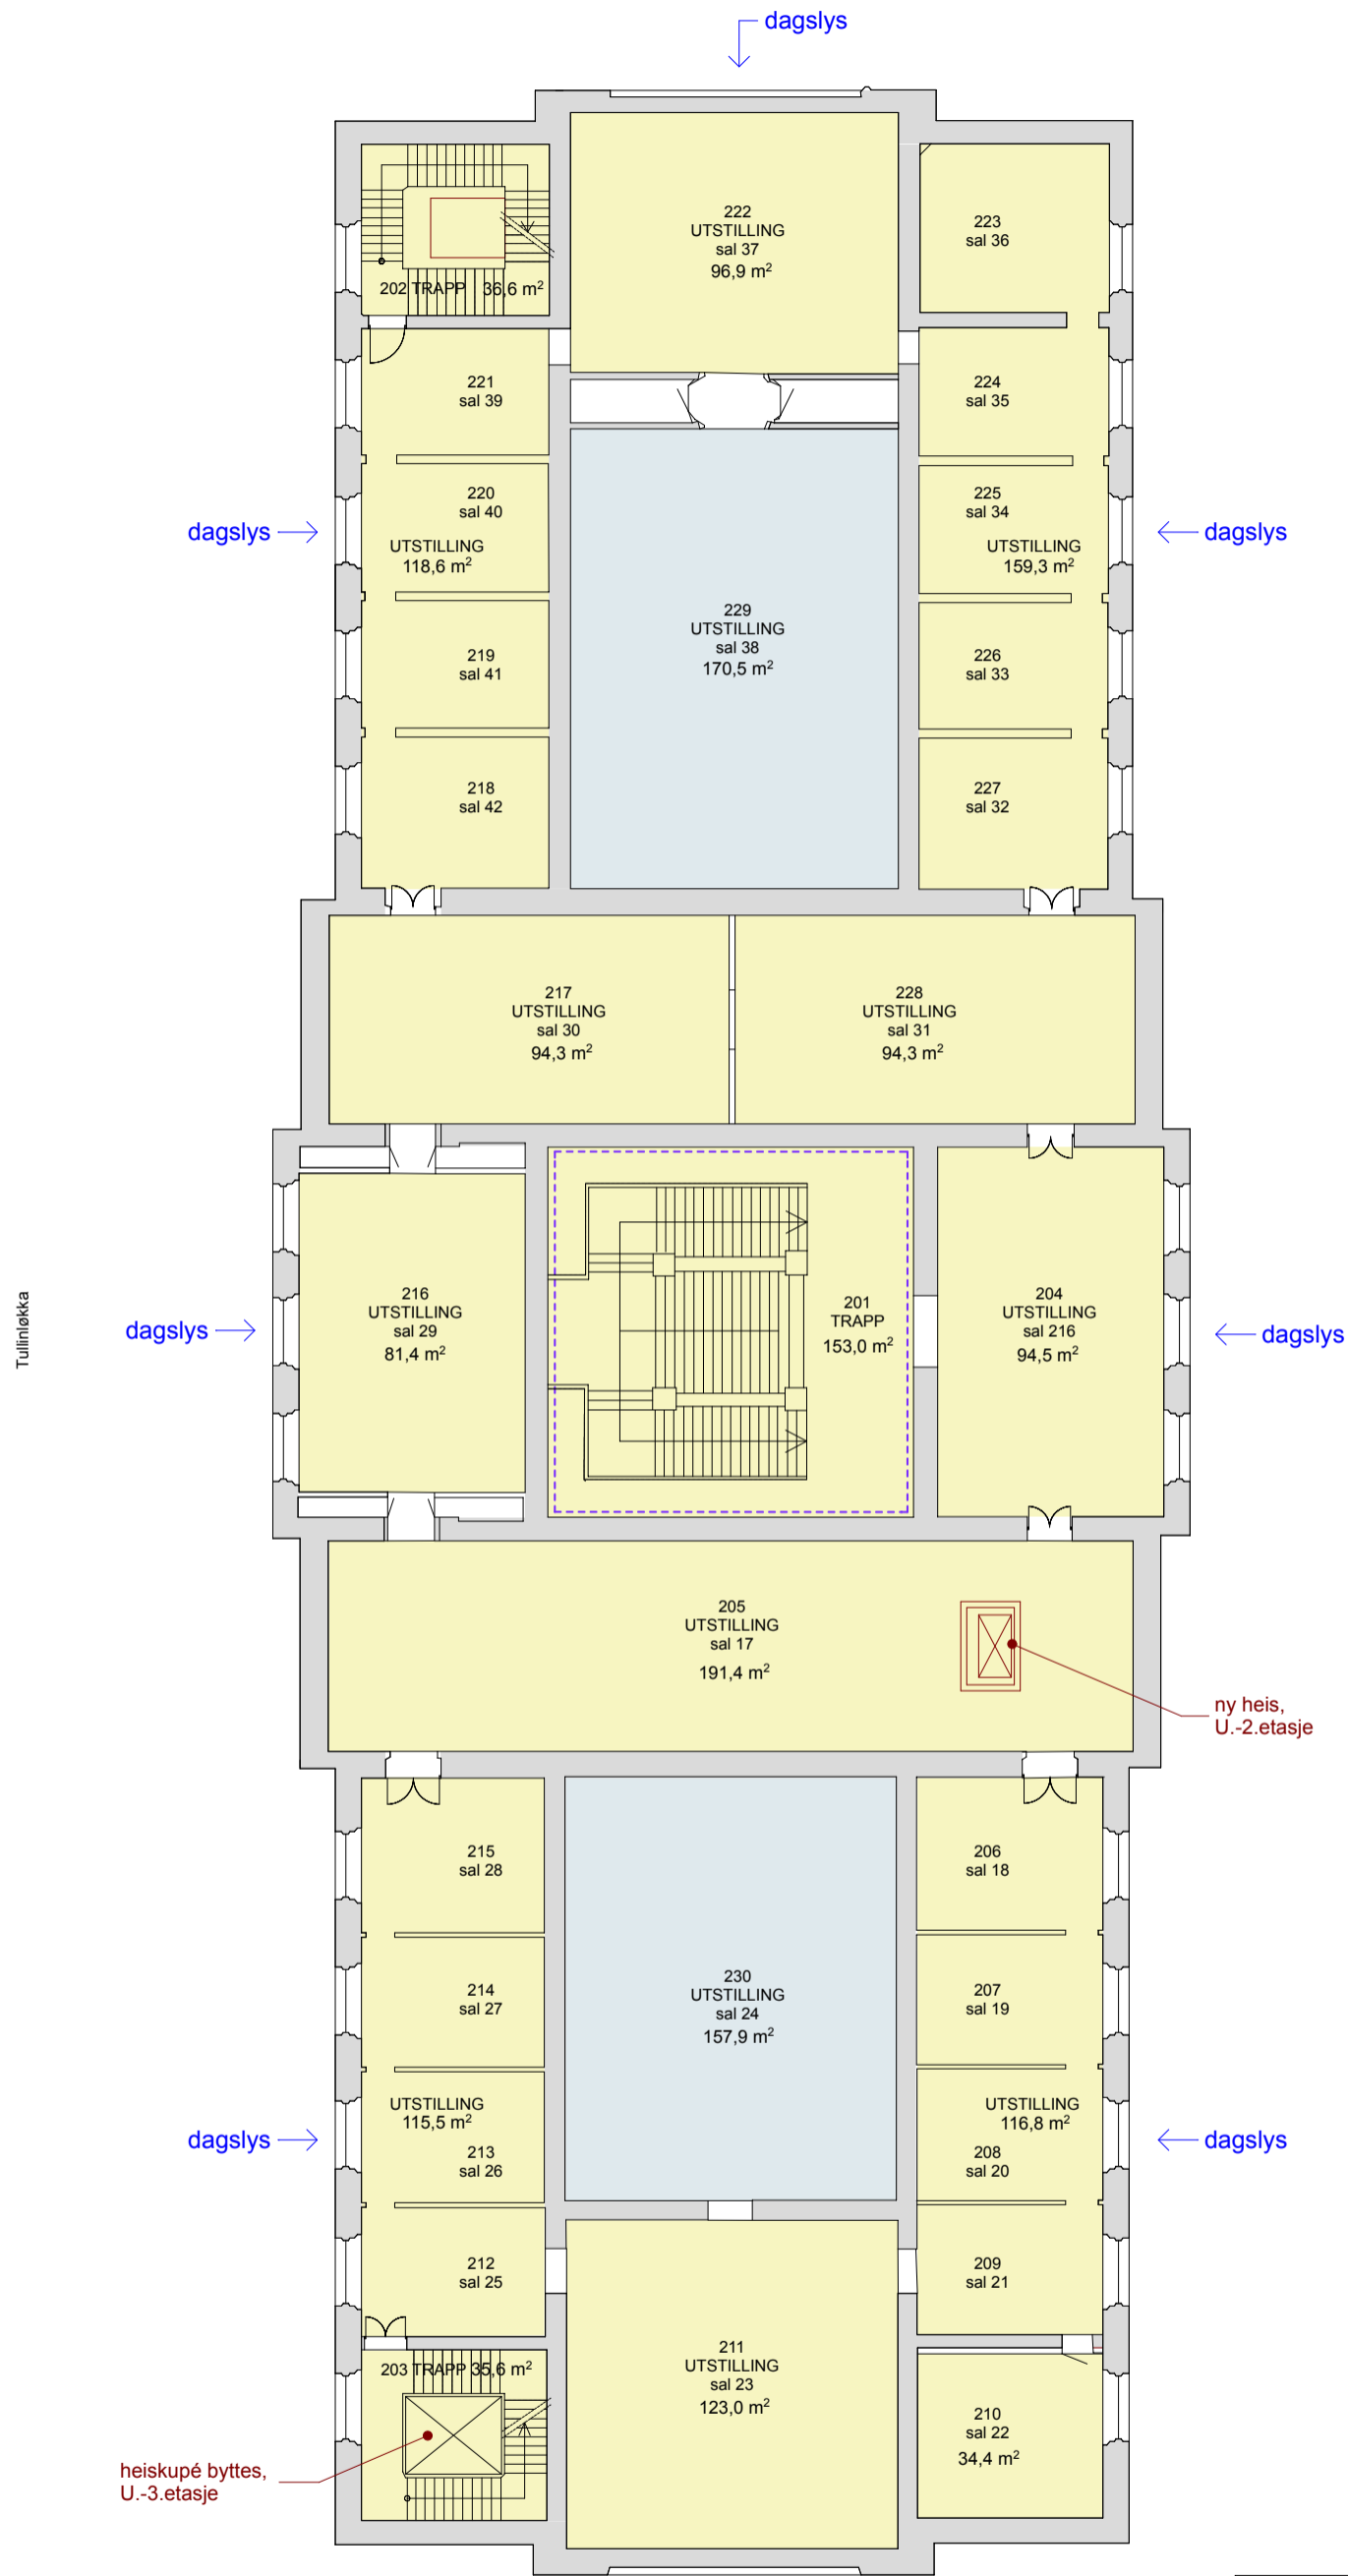 dagslys
222
UTSTILLING
sal 37
96,9 m²
223
sal 36
202 TRAPP 36,6 m²
221
sal 39
224
sal 35
220
sal 40
225
sal 34
dagslys
UTSTILLING
118,6 m²
UTSTILLING
159,3 m²
dagslys
229
UTSTILLING
sal 38
170,5 m²
219
sal 41
226
sal 33
218
sal 42
227
sal 32
217
UTSTILLING
sal 30
94,3 m²
228
UTSTILLING
sal 31
94,3 m²
Tullinløkka
dagslys
216
UTSTILLING
sal 29
81,4 m²
201
TRAPP
153,0 m²
204
UTSTILLING
sal 216
94,5 m²
dagslys
205
UTSTILLING
sal 17
191,4 m²
ny heis,
U.-2.etasje
215
sal 28
206
sal 18
214
sal 27
230
UTSTILLING
sal 24
157,9 m²
207
sal 19
dagslys
UTSTILLING
115,5 m²
213
sal 26
UTSTILLING
116,8 m²
208
sal 20
dagslys
212
sal 25
209
sal 21
211
UTSTILLING
sal 23
123,0 m²
203 TRAPP 35,6 m²
210
sal 22
34,4 m²
heiskupé byttes,
U.-3.etasje